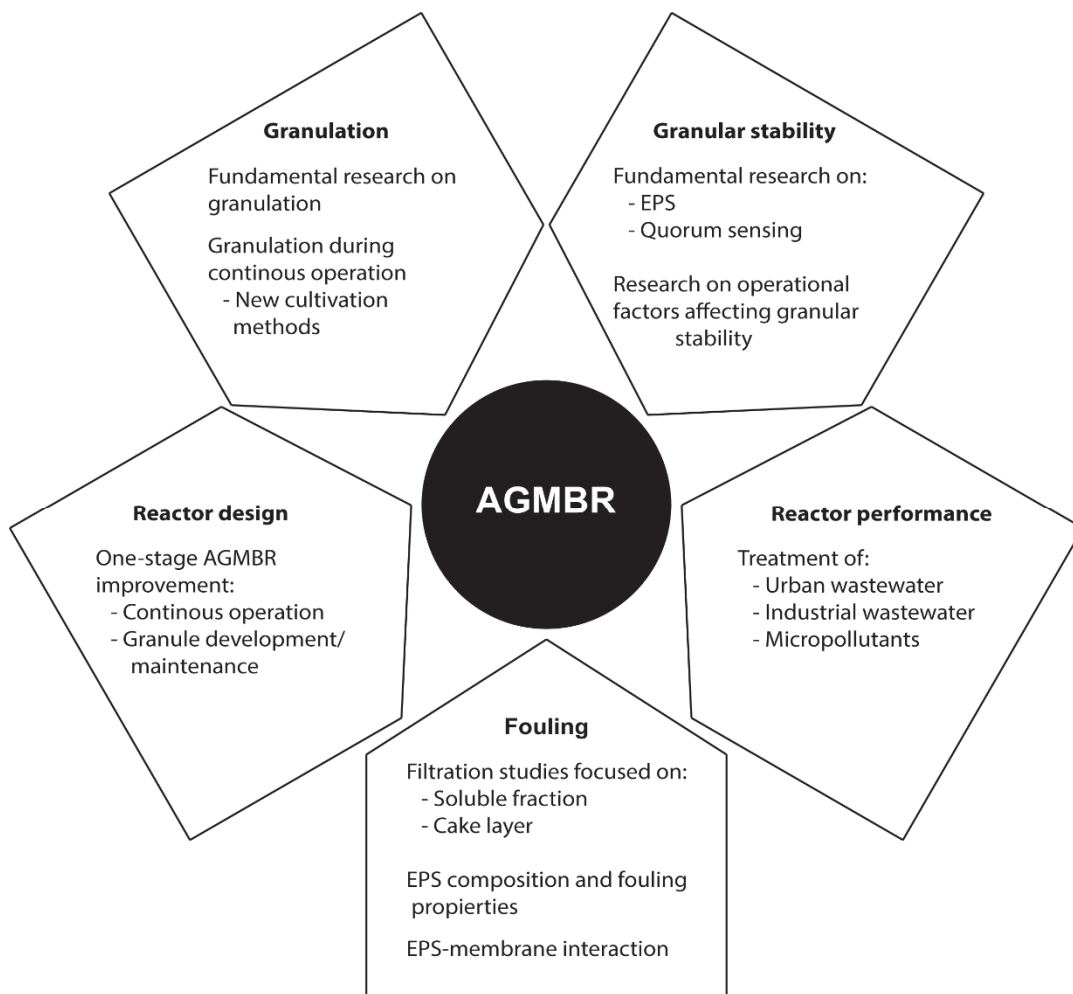 Granulation
Fundamental research on
granulation
Granulation during
continous operation
- New cultivation
methods
Granular stability
Fundamental research on:
- EPS
- Quorum sensing
Research on operational
factors affecting granular
stability
AGMBR
Reactor design
One-stage AGMBR
improvement:
- Continous operation
- Granule development/
maintenance
Reactor performance
Treatment of:
- Urban wastewater
- Industrial wastewater
- Micropollutants
Fouling
Filtration studies focused on:
- Soluble fraction
- Cake layer
EPS composition and fouling
propierties
EPS-membrane interaction